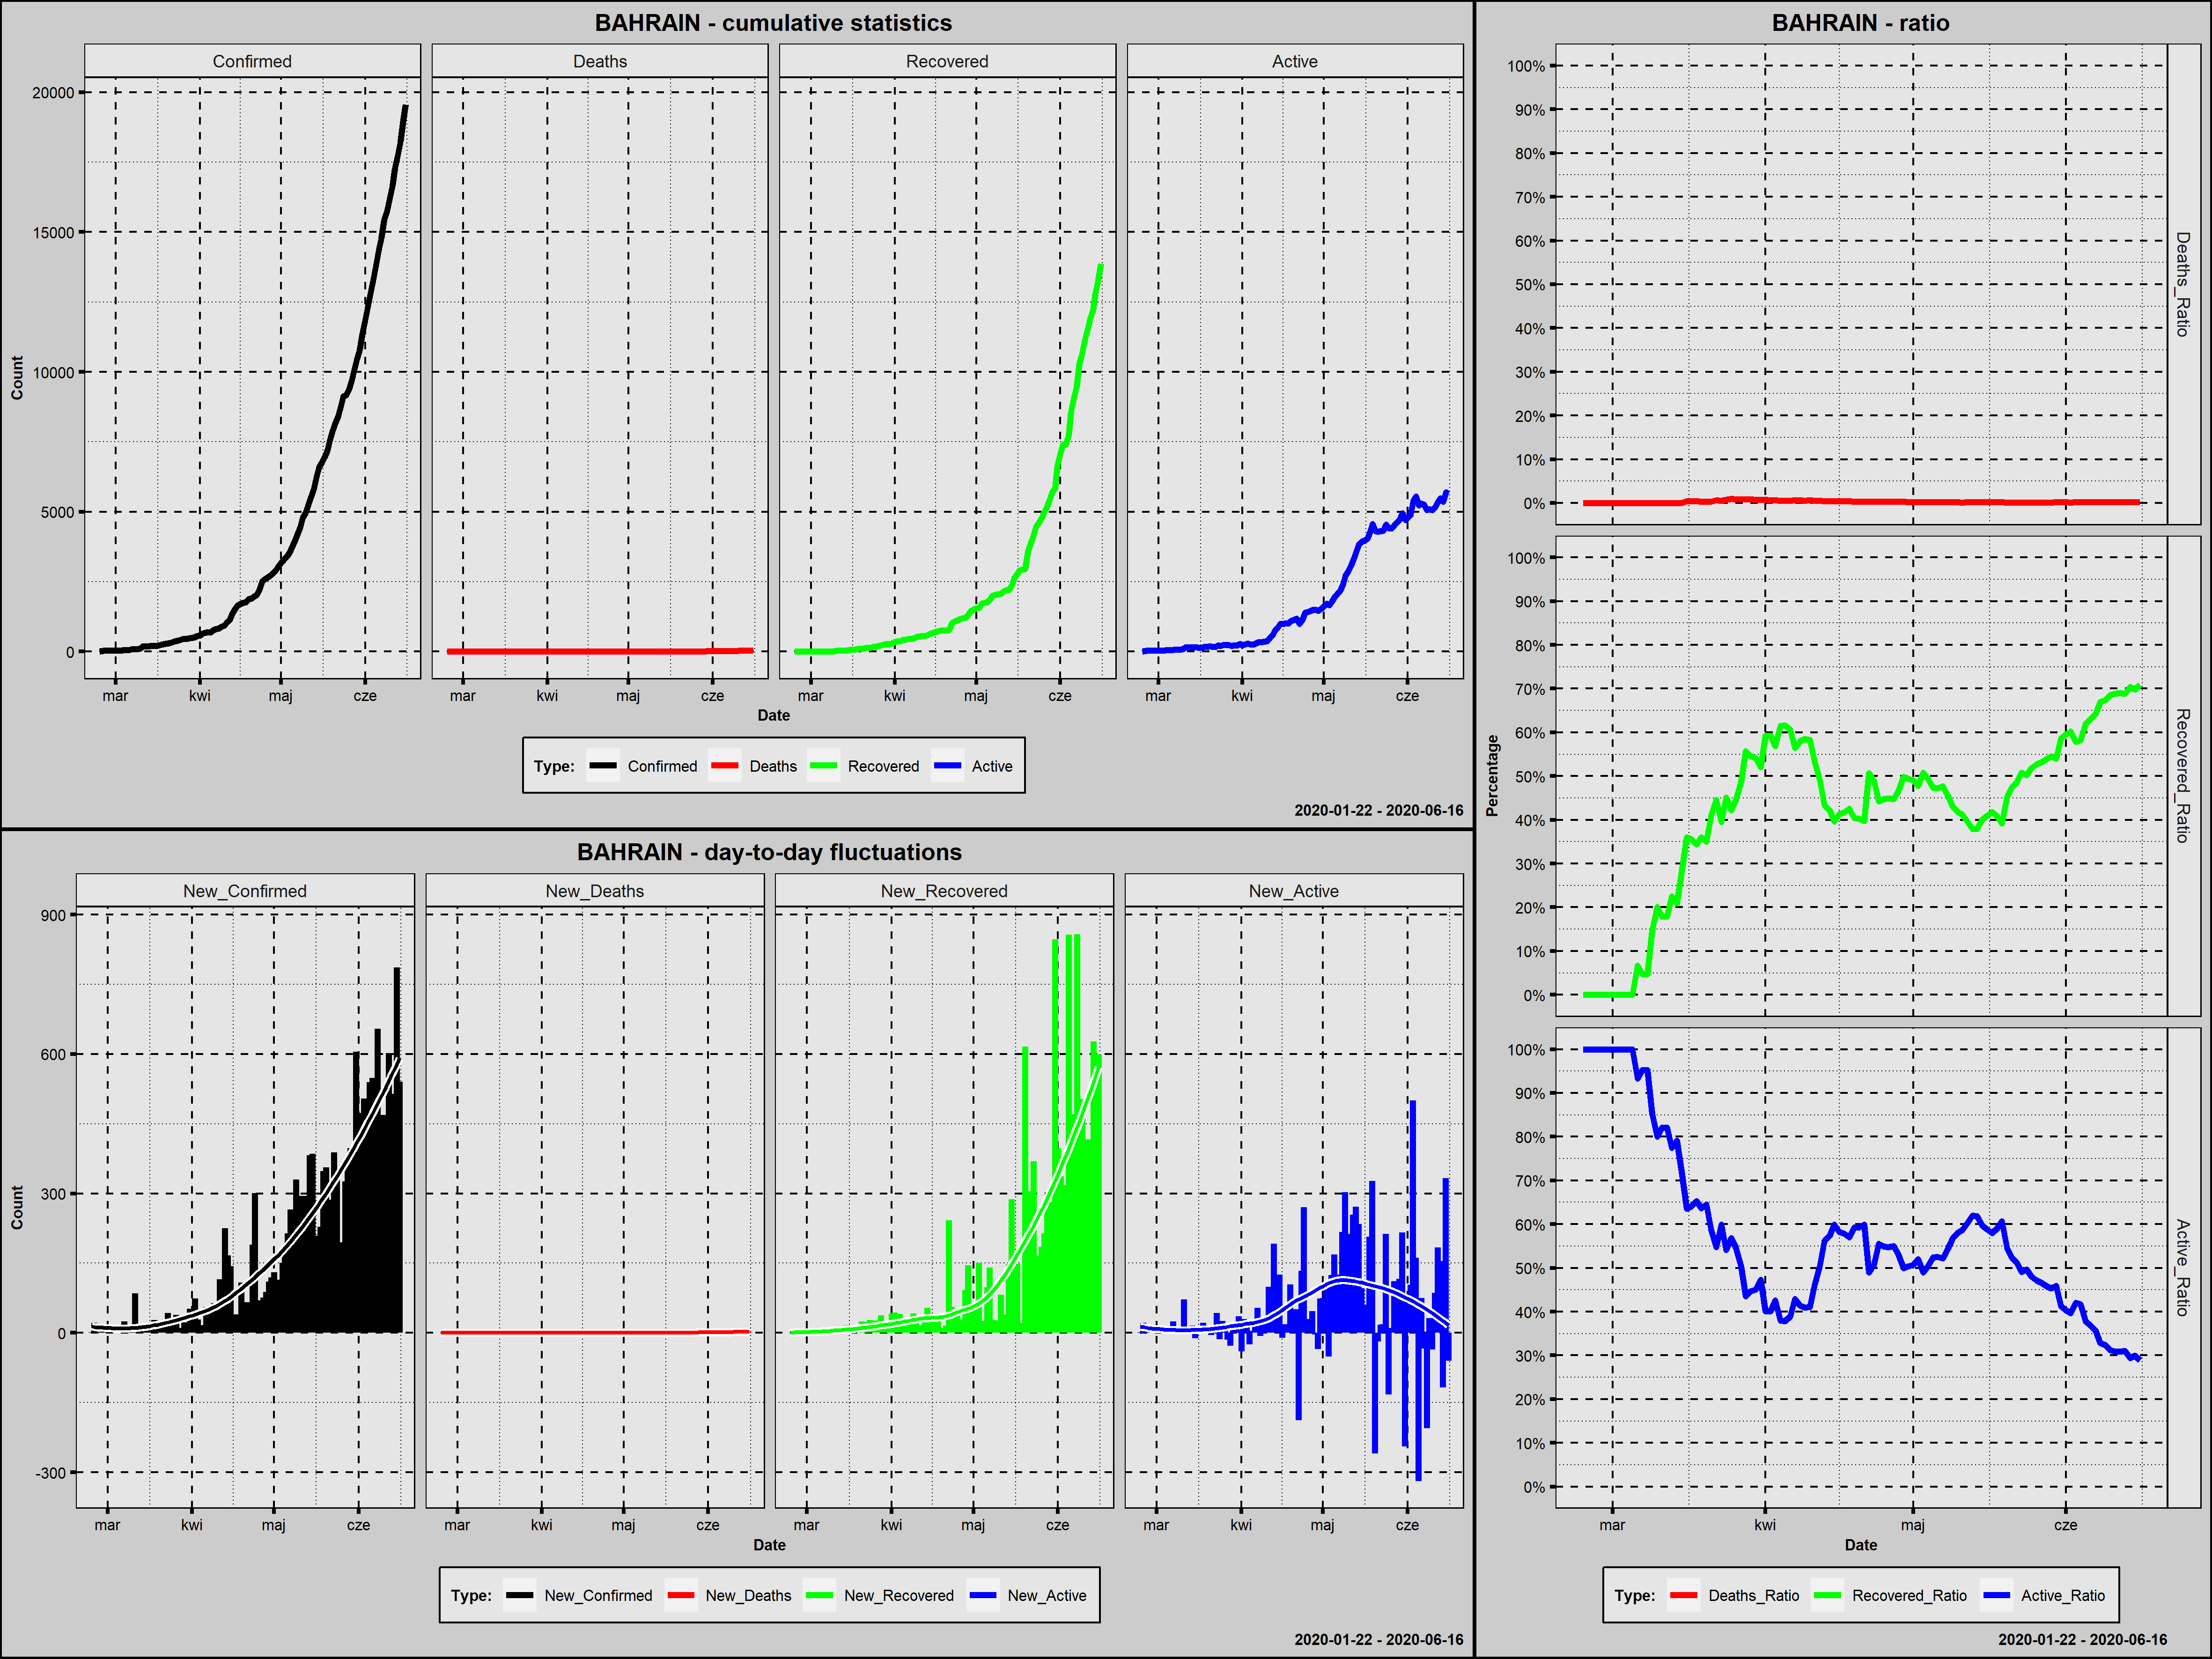 BAHRAIN - cumulative statistics
Confirmed Deaths Recovered Active
20000
15000
10000
5000
0
Count
mar kwi maj cze mar kwi maj cze mar kwi maj cze mar kwi maj cze
Date
Type: Confirmed Deaths Recovered Active
2020-01-22 - 2020-06-16
BAHRAIN - day-to-day fluctuations
New_Confirmed New_Deaths New_Recovered New_Active
900
600
300
0
-300
Count
mar kwi maj cze mar kwi maj cze mar kwi maj cze mar kwi maj cze
Date
Type: New_Confirmed New_Deaths New_Recovered New_Active
2020-01-22 - 2020-06-16
BAHRAIN - ratio
100%
90%
80%
70%
60%
50%
40%
30%
20%
10%
0%
Deaths_Ratio
100%
90%
80%
70%
60%
50%
40%
30%
20%
10%
0%
Recovered_Ratio
100%
90%
80%
70%
60%
50%
40%
30%
20%
10%
0%
Active_Ratio
Percentage
mar kwi maj cze
Date
Type: Deaths_Ratio Recovered_Ratio Active_Ratio
2020-01-22 - 2020-06-16